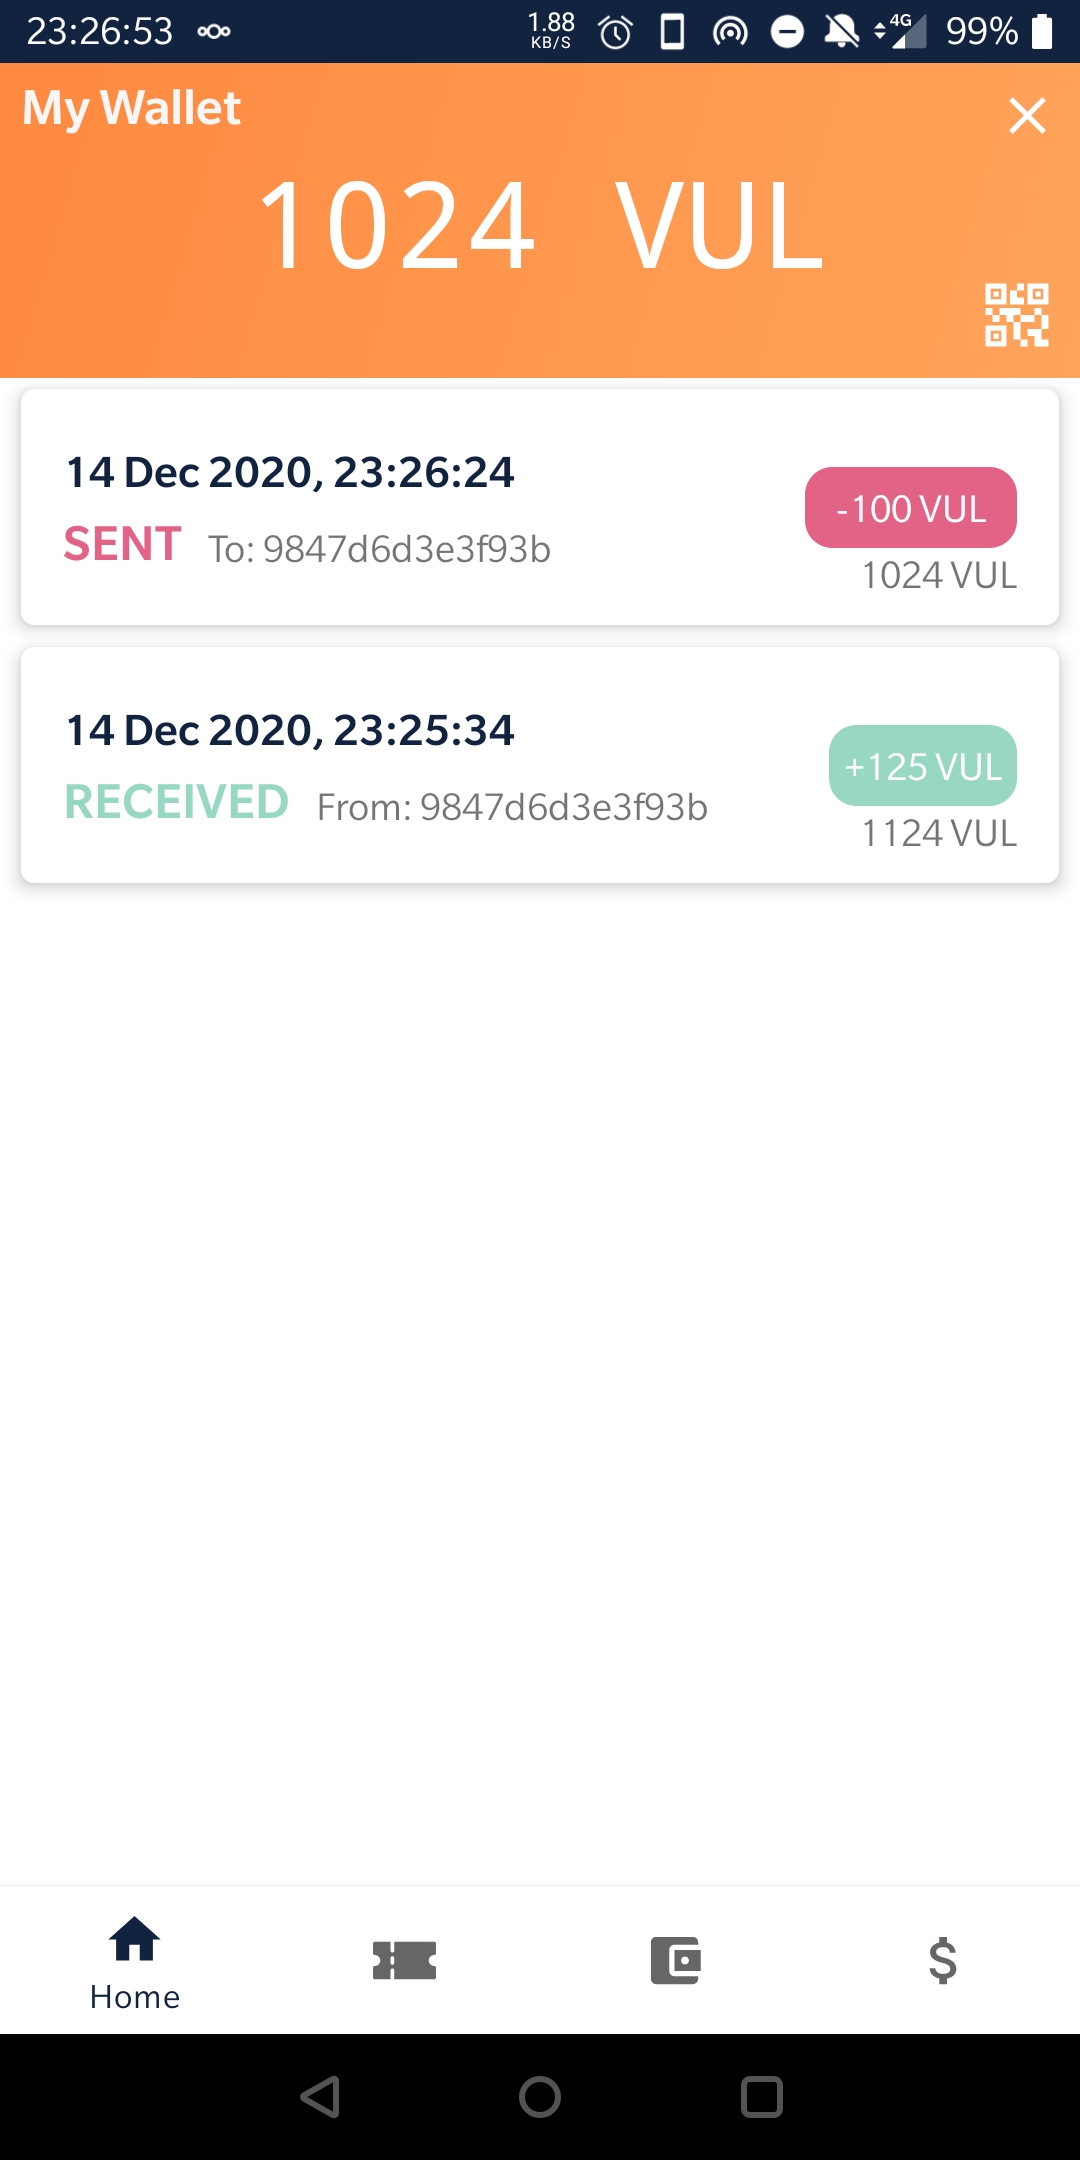 23:26:53 1.88 KB/S 4G 99%
My Wallet
1024 VUL
14 Dec 2020, 23:26:24
SENT To: 9847d6d3e3f93b
-100 VUL
1024 VUL
14 Dec 2020, 23:25:34
RECEIVED From: 9847d6d3e3f93b
+125 VUL
1124 VUL
Home